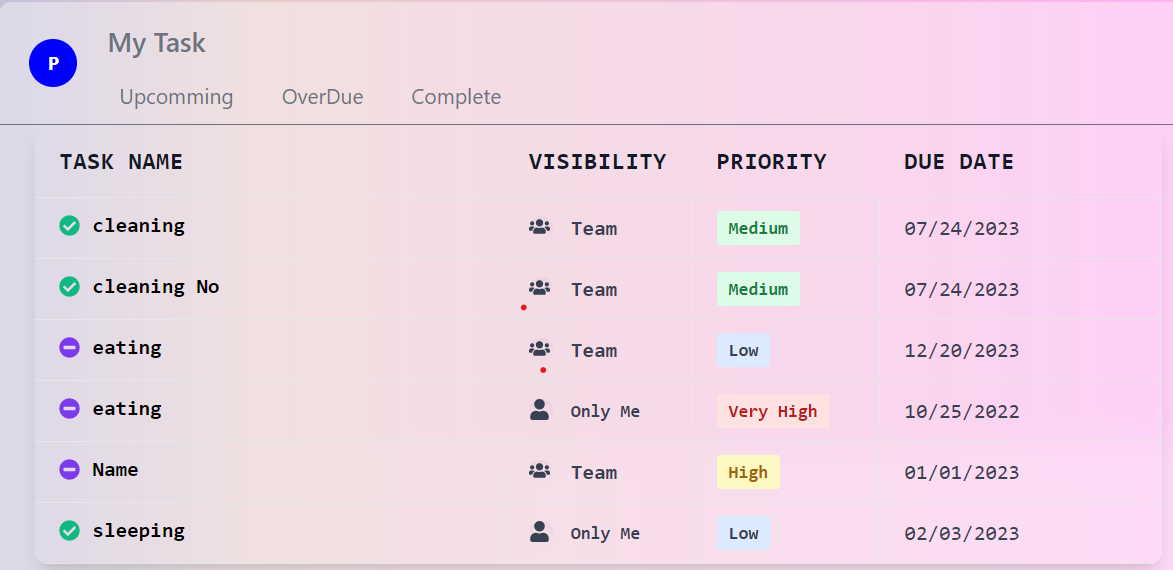 My Task
P
Upcomming OverDue Complete
TASK NAME VISIBILITY PRIORITY DUE DATE
cleaning Team Medium 07/24/2023
cleaning No Team Medium 07/24/2023
eating Team Low 12/20/2023
eating Only Me Very High 10/25/2022
Name Team High 01/01/2023
sleeping Only Me Low 02/03/2023